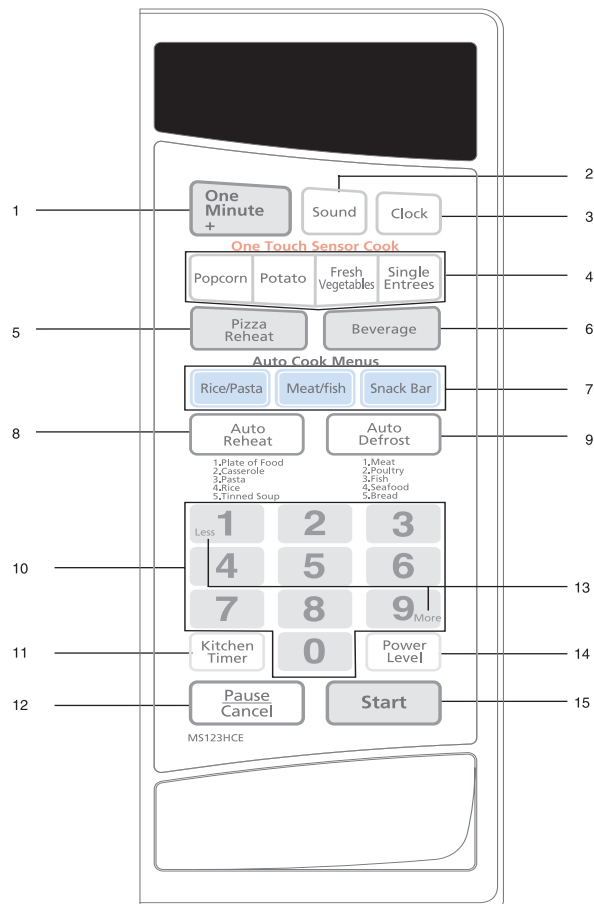 One
Minute
+
Sound
Clock
2
1
3
One Touch Sensor Cook
Popcorn
Potato
Fresh
Vegetables
Single
Entrees
4
5
Pizza
Reheat
Beverage
6
Auto Cook Menus
Rice/Pasta
Meat/fish
Snack Bar
7
8
Auto
Reheat
Auto
Defrost
9
1.Plate of Food
2.Casserole
3.Pasta
4.Rice
5.Tinned Soup
1.Meat
2.Poultry
3.Fish
4.Seafood
5.Bread
Less
1
2
3
10
4
5
6
13
7
8
9
More
11
Kitchen
Timer
0
Power
Level
14
12
Pause
Cancel
Start
15
MS123HCE